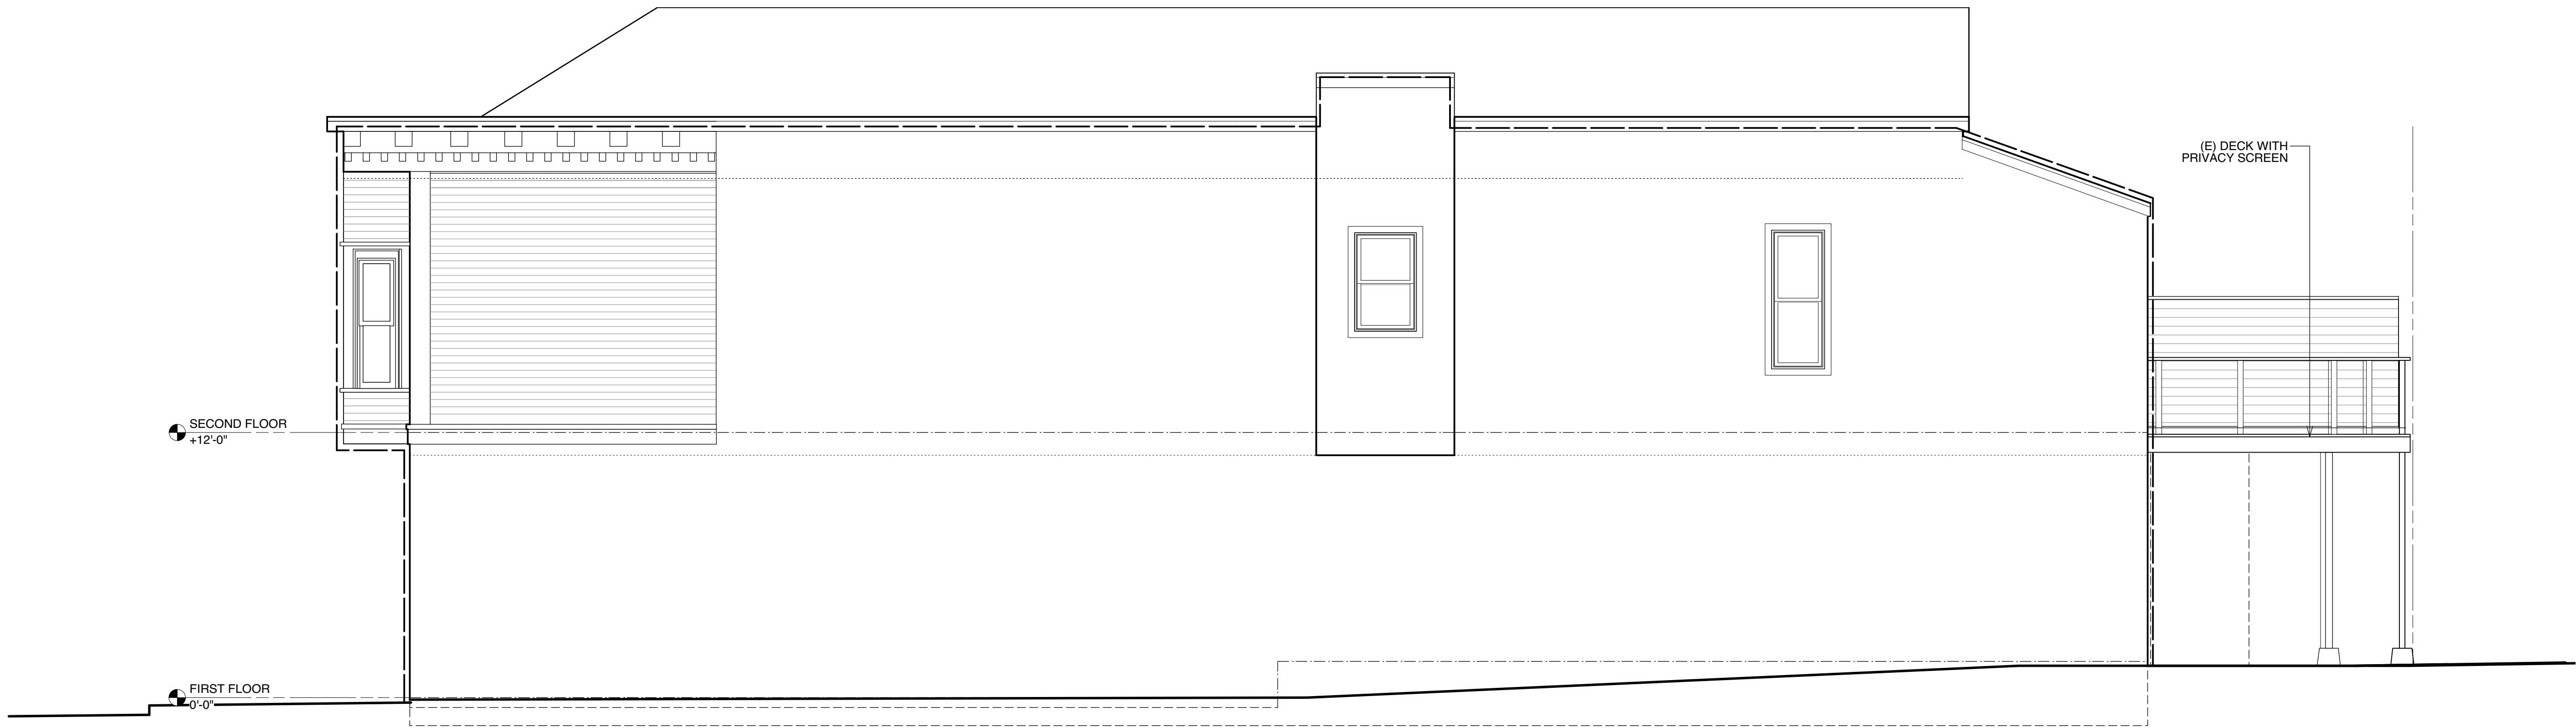 (E) DECK WITH
PRIVACY SCREEN
SECOND FLOOR
+12'-0"
FIRST FLOOR
0'-0"